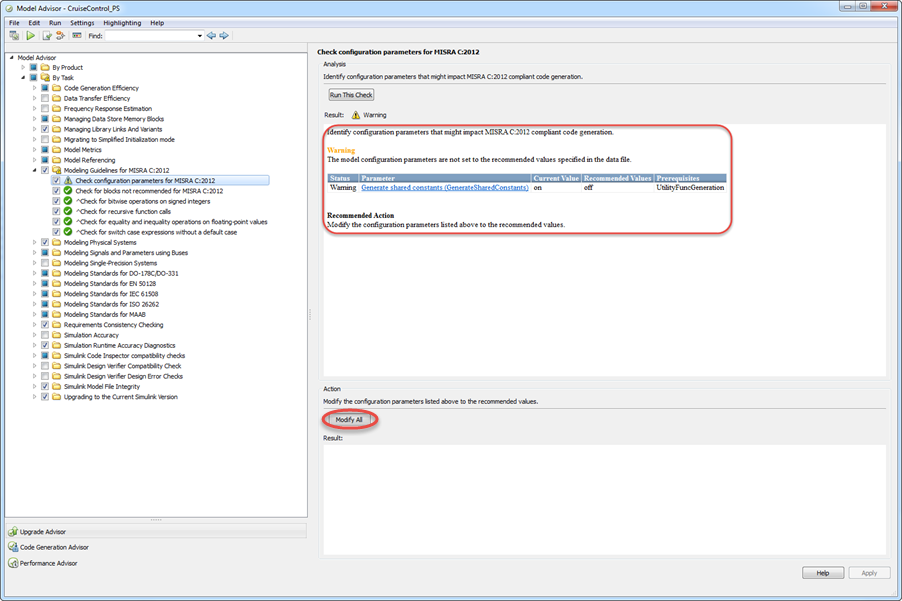 Model Advisor - CruiseControl_PS
File Edit Run Settings Highlighting Help
Find:
Model Advisor
By Product
By Task
Code Generation Efficiency
Data Transfer Efficiency
Frequency Response Estimation
Managing Data Store Memory Blocks
Managing Library Links And Variants
Migrating to Simplified Initialization mode
Model Metrics
Model Referencing
Modeling Guidelines for MISRA C:2012
Check configuration parameters for MISRA C:2012
Check for blocks not recommended for MISRA C:2012
^Check for bitwise operations on signed integers
^Check for recursive function calls
^Check for equality and inequality operations on floating-point values
^Check for switch case expressions without a default case
Modeling Physical Systems
Modeling Signals and Parameters using Buses
Modeling Single-Precision Systems
Modeling Standards for DO-178C/DO-331
Modeling Standards for EN 50128
Modeling Standards for IEC 61508
Modeling Standards for ISO 26262
Modeling Standards for MAAB
Requirements Consistency Checking
Simulation Accuracy
Simulation Runtime Accuracy Diagnostics
Simulink Code Inspector compatibility checks
Simulink Design Verifier Compatibility Check
Simulink Design Verifier Design Error Checks
Simulink Model File Integrity
Upgrading to the Current Simulink Version
Upgrade Advisor
Code Generation Advisor
Performance Advisor
Check configuration parameters for MISRA C:2012
Analysis
Identify configuration parameters that might impact MISRA C:2012 compliant code generation.
Run This Check
Result: Warning
Identify configuration parameters that might impact MISRA C:2012 compliant code generation.
Warning
The model configuration parameters are not set to the recommended values specified in the data file.
Status Parameter Current Value Recommended Values Prerequisites
Warning Generate shared constants (GenerateSharedConstants) on off UtilityFuncGeneration
Recommended Action
Modify the configuration parameters listed above to the recommended values.
Action
Modify the configuration parameters listed above to the recommended values.
Modify All
Result:
Help Apply